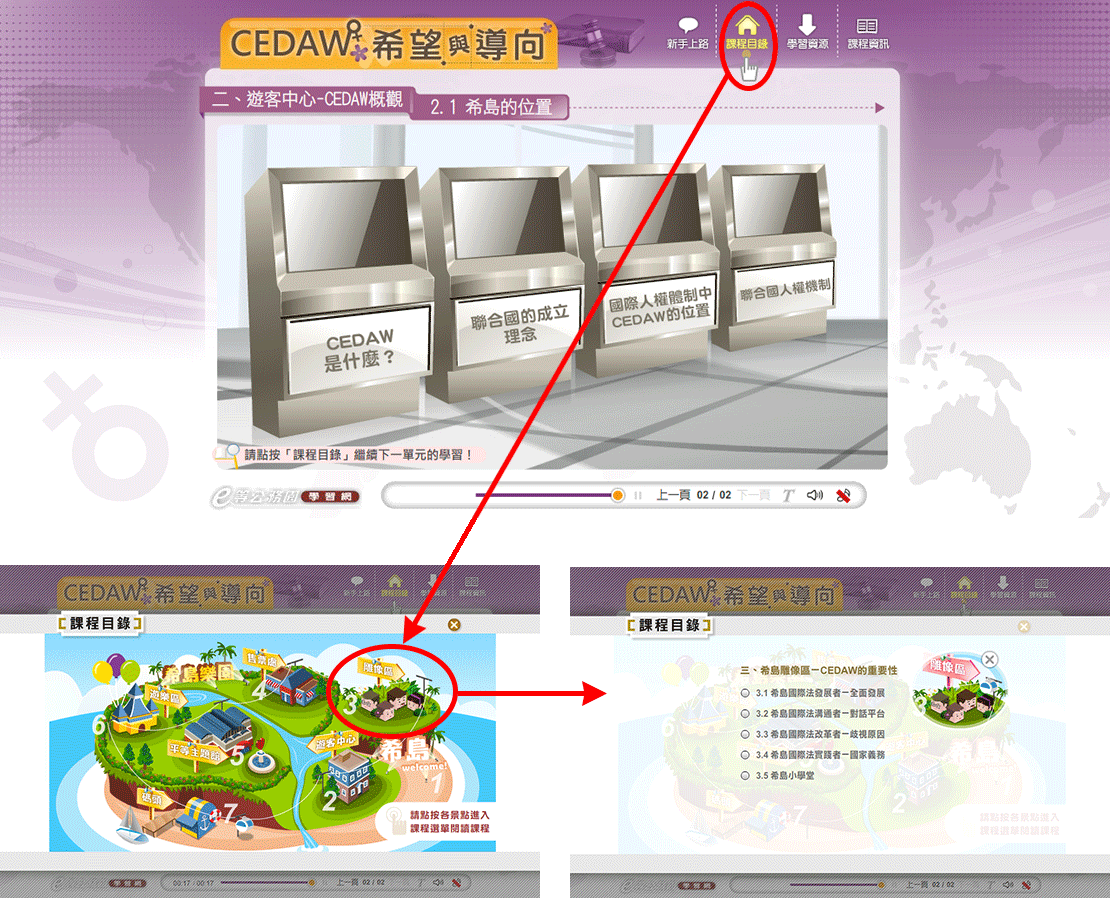 CEDAW希望與導向
新手上路
課程目錄
學習資源
課程資訊
二、遊客中心-CEDAW概觀
2.1 希島的位置
CEDAW
是什麼？
聯合國的成立
理念
國際人權體制中
CEDAW的位置
聯合國人權機制
請點按「課程目錄」繼續下一單元的學習！
e等公務園
學習網
上一頁 02 / 02 下一頁
CEDAW希望與導向
新手上路
課程目錄
學習資源
課程資訊
課程目錄
希島樂園
售票處
4
雕像區
3
遊樂區
6
平等主題館
5
遊客中心
2
希島
welcome!
1
碼頭
7
請點按各景點進入
課程選單閱讀課程
學習網
00:17 / 00:17
上一頁 02 / 02
CEDAW希望與導向
新手上路
課程目錄
學習資源
課程資訊
課程目錄
三、希島雕像區－CEDAW的重要性
3.1 希島國際法發展者－全面發展
3.2 希島國際法溝通者－對話平台
3.3 希島國際法改革者－歧視原因
3.4 希島國際法實踐者－國家義務
3.5 希島小學堂
雕像區
3
2
7
請點按各景點進入
課程選單閱讀課程
學習網
上一頁 02 / 02